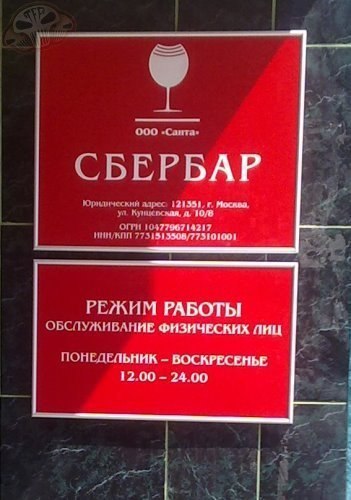 ООО «Санта»
СБЕРБАР
Юридический адрес: 121351, г. Москва,
ул. Кунцевская, д. 10/8
ОГРН 1047796714217
ИНН/КПП 7731513508/773101001
РЕЖИМ РАБОТЫ
ОБСЛУЖИВАНИЕ ФИЗИЧЕСКИХ ЛИЦ
ПОНЕДЕЛЬНИК – ВОСКРЕСЕНЬЕ
12.00 – 24.00